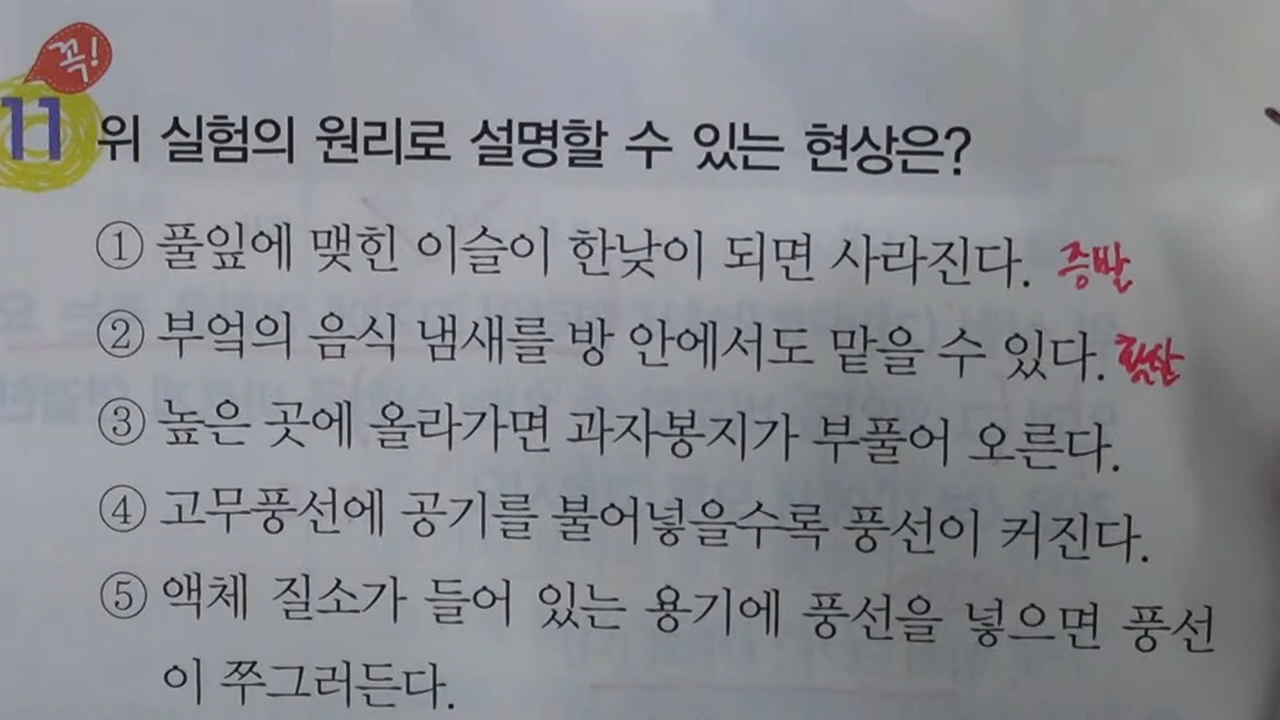 꼭!
11 위 실험의 원리로 설명할 수 있는 현상은?
① 풀잎에 맺힌 이슬이 한낮이 되면 사라진다. 증발
② 부엌의 음식 냄새를 방 안에서도 맡을 수 있다. 확산
③ 높은 곳에 올라가면 과자봉지가 부풀어 오른다.
④ 고무풍선에 공기를 불어넣을수록 풍선이 커진다.
⑤ 액체 질소가 들어 있는 용기에 풍선을 넣으면 풍선
이 쭈그러든다.